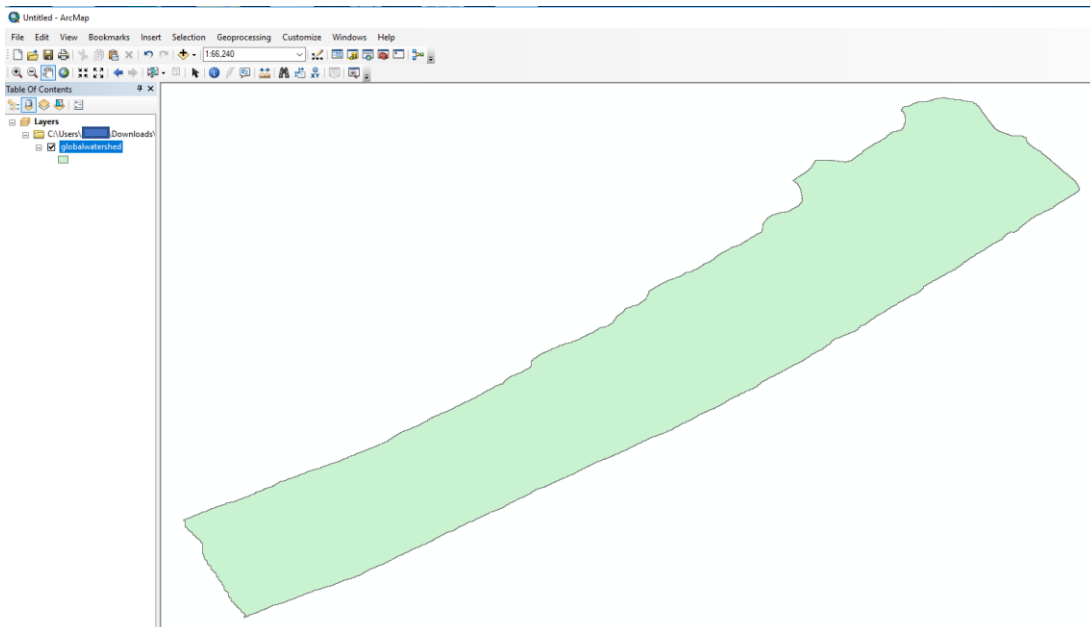 Untitled - ArcMap
File Edit View Bookmarks Insert Selection Geoprocessing Customize Windows Help
1:66,240
Table Of Contents
Layers
C:\Users\ Downloads\
globalwatershed